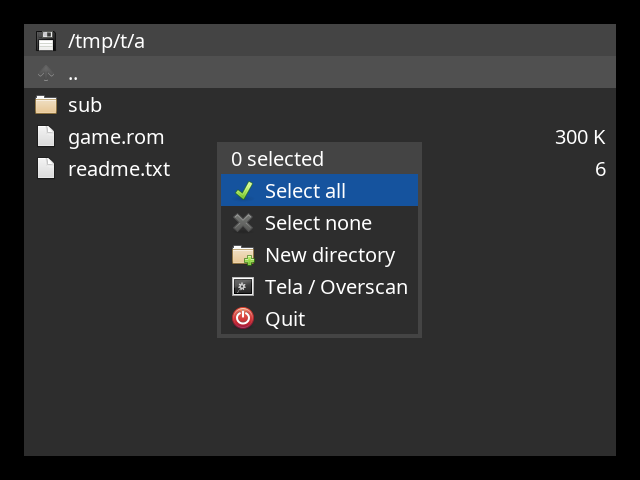 /tmp/t/a
..
sub
game.rom 300 K
readme.txt 6
0 selected
Select all
Select none
New directory
Tela / Overscan
Quit